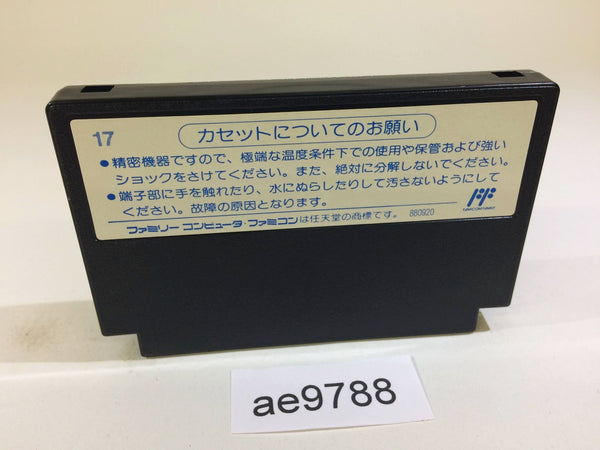 17
カセットについてのお願い
●精密機器ですので、極端な温度条件下での使用や保管および強い
ショックをさけてください。また、絶対に分解しないでください。
●端子部に手を触れたり、水にぬらしたりして汚さないようにして
ください。故障の原因となります。
ファミリーコンピュータ・ファミコンは任天堂の商標です。 880920
ae9788